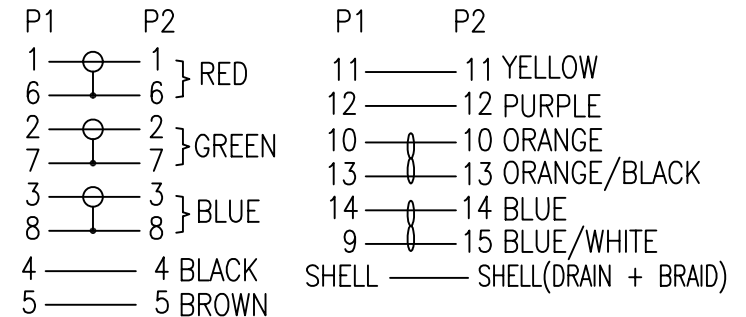 P1 P2
1 1
6 6 RED
2 2
7 7 GREEN
3 3
8 8 BLUE
4 4 BLACK
5 5 BROWN
P1 P2
11 11 YELLOW
12 12 PURPLE
10 10 ORANGE
13 13 ORANGE/BLACK
14 14 BLUE
9 15 BLUE/WHITE
SHELL SHELL(DRAIN + BRAID)